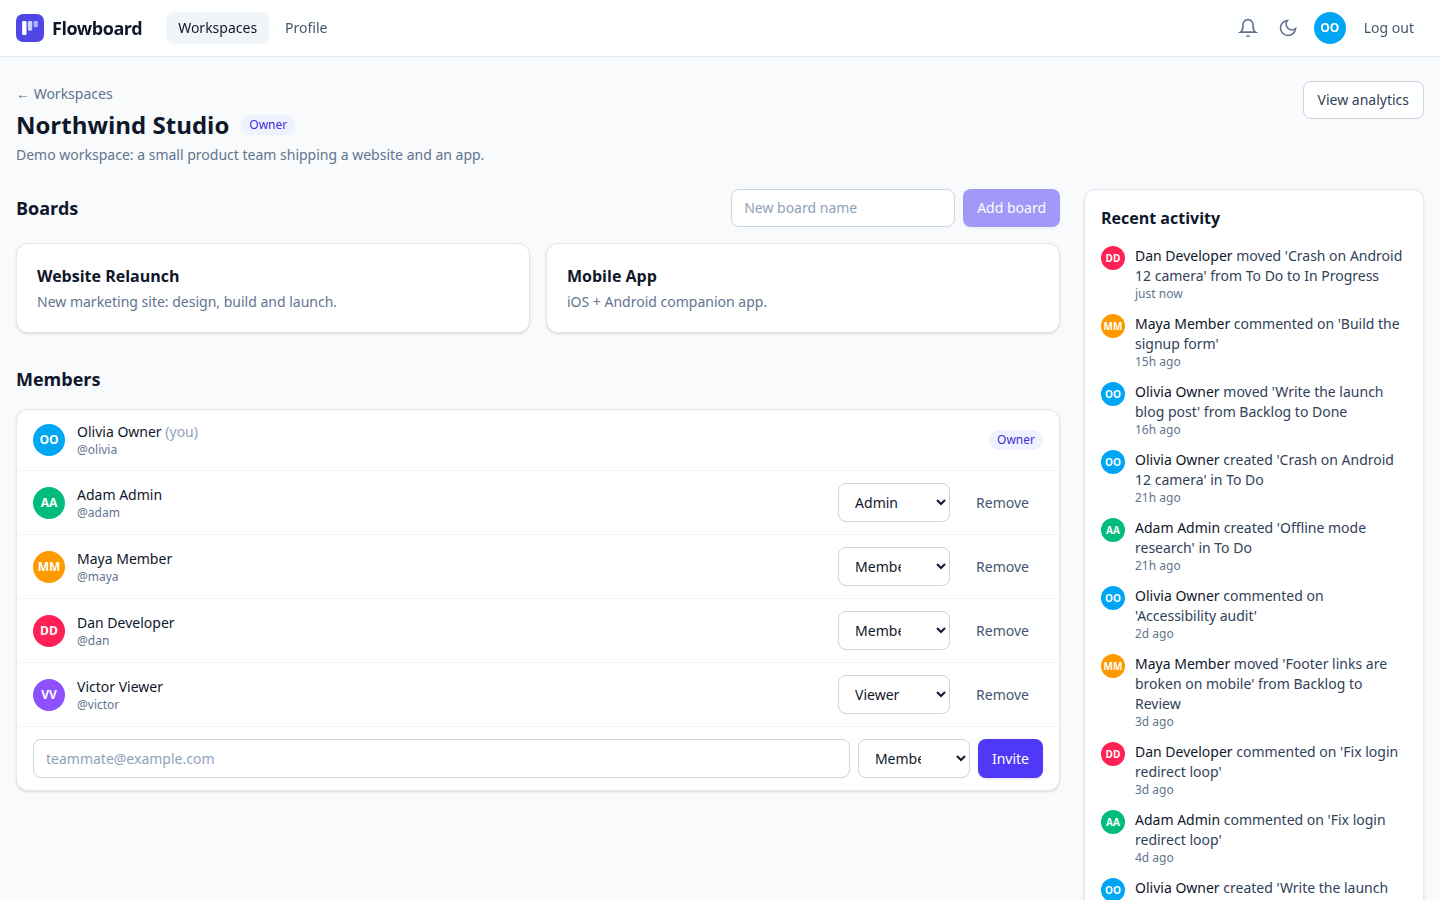 Flowboard
Workspaces
Profile
OO
Log out
← Workspaces
Northwind Studio
Owner
Demo workspace: a small product team shipping a website and an app.
View analytics
Boards
New board name
Add board
Website Relaunch
New marketing site: design, build and launch.
Mobile App
iOS + Android companion app.
Members
OO
Olivia Owner (you)
@olivia
Owner
AA
Adam Admin
@adam
Admin
Remove
MM
Maya Member
@maya
Membe
Remove
DD
Dan Developer
@dan
Membe
Remove
VV
Victor Viewer
@victor
Viewer
Remove
teammate@example.com
Membe
Invite
Recent activity
DD
Dan Developer moved 'Crash on Android
12 camera' from To Do to In Progress
just now
MM
Maya Member commented on 'Build the
signup form'
15h ago
OO
Olivia Owner moved 'Write the launch
blog post' from Backlog to Done
16h ago
OO
Olivia Owner created 'Crash on Android
12 camera' in To Do
21h ago
AA
Adam Admin created 'Offline mode
research' in To Do
21h ago
OO
Olivia Owner commented on
'Accessibility audit'
2d ago
MM
Maya Member moved 'Footer links are
broken on mobile' from Backlog to
Review
3d ago
DD
Dan Developer commented on 'Fix login
redirect loop'
3d ago
AA
Adam Admin commented on 'Fix login
redirect loop'
4d ago
OO
Olivia Owner created 'Write the launch